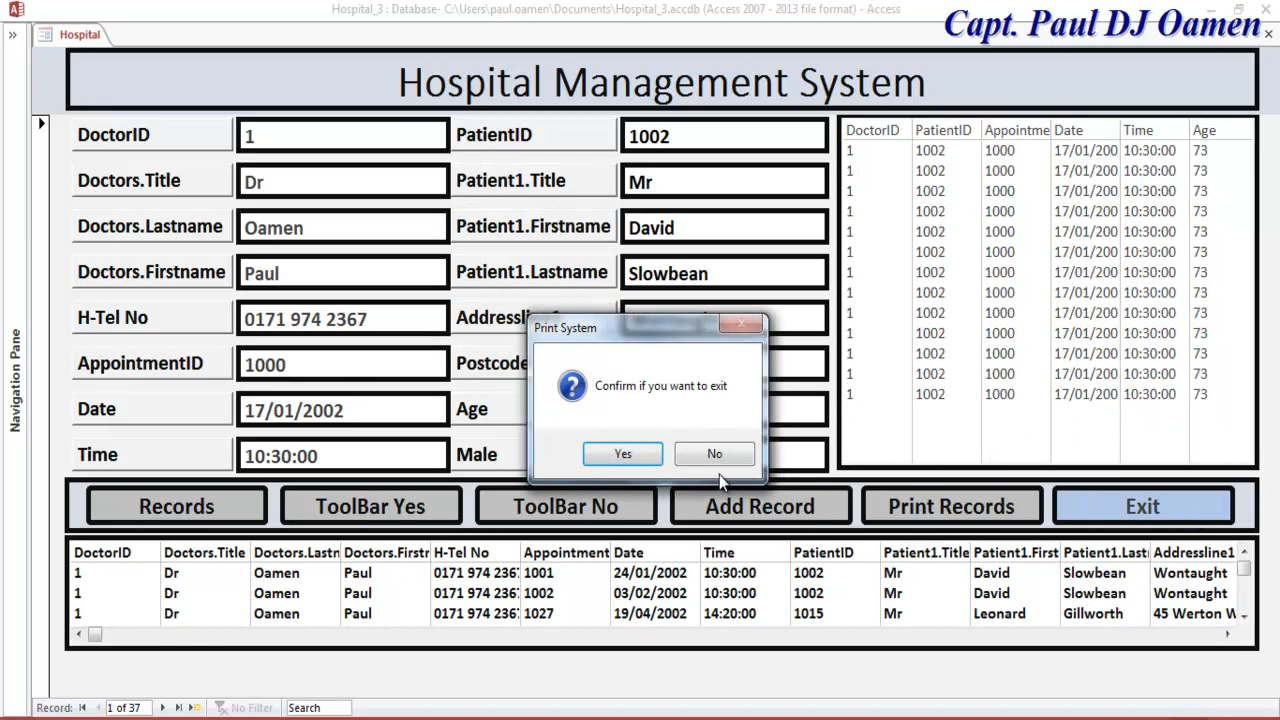 Hospital_3 : Database- C:\Users\paul.oamen\Documents\Hospital_3.accdb (Access 2007 - 2013 file format) - Access
Capt. Paul DJ Oamen
Hospital
Hospital Management System
Navigation Pane
DoctorID 1 PatientID 1002
Doctors.Title Dr Patient1.Title Mr
Doctors.Lastname Oamen Patient1.Firstname David
Doctors.Firstname Paul Patient1.Lastname Slowbean
H-Tel No 0171 974 2367
AppointmentID 1000 Postcode
Date 17/01/2002 Age
Time 10:30:00 Male
DoctorID PatientID Appointme Date Time Age
1 1002 1000 17/01/200 10:30:00 73
1 1002 1000 17/01/200 10:30:00 73
1 1002 1000 17/01/200 10:30:00 73
1 1002 1000 17/01/200 10:30:00 73
1 1002 1000 17/01/200 10:30:00 73
1 1002 1000 17/01/200 10:30:00 73
1 1002 1000 17/01/200 10:30:00 73
1 1002 1000 17/01/200 10:30:00 73
1 1002 1000 17/01/200 10:30:00 73
1 1002 1000 17/01/200 10:30:00 73
1 1002 1000 17/01/200 10:30:00 73
1 1002 1000 17/01/200 10:30:00 73
1 1002 1000 17/01/200 10:30:00 73
Print System
Confirm if you want to exit
Yes No
Records ToolBar Yes ToolBar No Add Record Print Records Exit
DoctorID Doctors.Title Doctors.Lastn Doctors.Firstr H-Tel No Appointment Date Time PatientID Patient1.Title Patient1.First Patient1.Last Addressline1
1 Dr Oamen Paul 0171 974 236 1001 24/01/2002 10:30:00 1002 Mr David Slowbean Wontaught
1 Dr Oamen Paul 0171 974 236 1002 03/02/2002 10:30:00 1002 Mr David Slowbean Wontaught
1 Dr Oamen Paul 0171 974 236 1027 19/04/2002 14:20:00 1015 Mr Leonard Gillworth 45 Werton W
Record: 1 of 37 No Filter Search